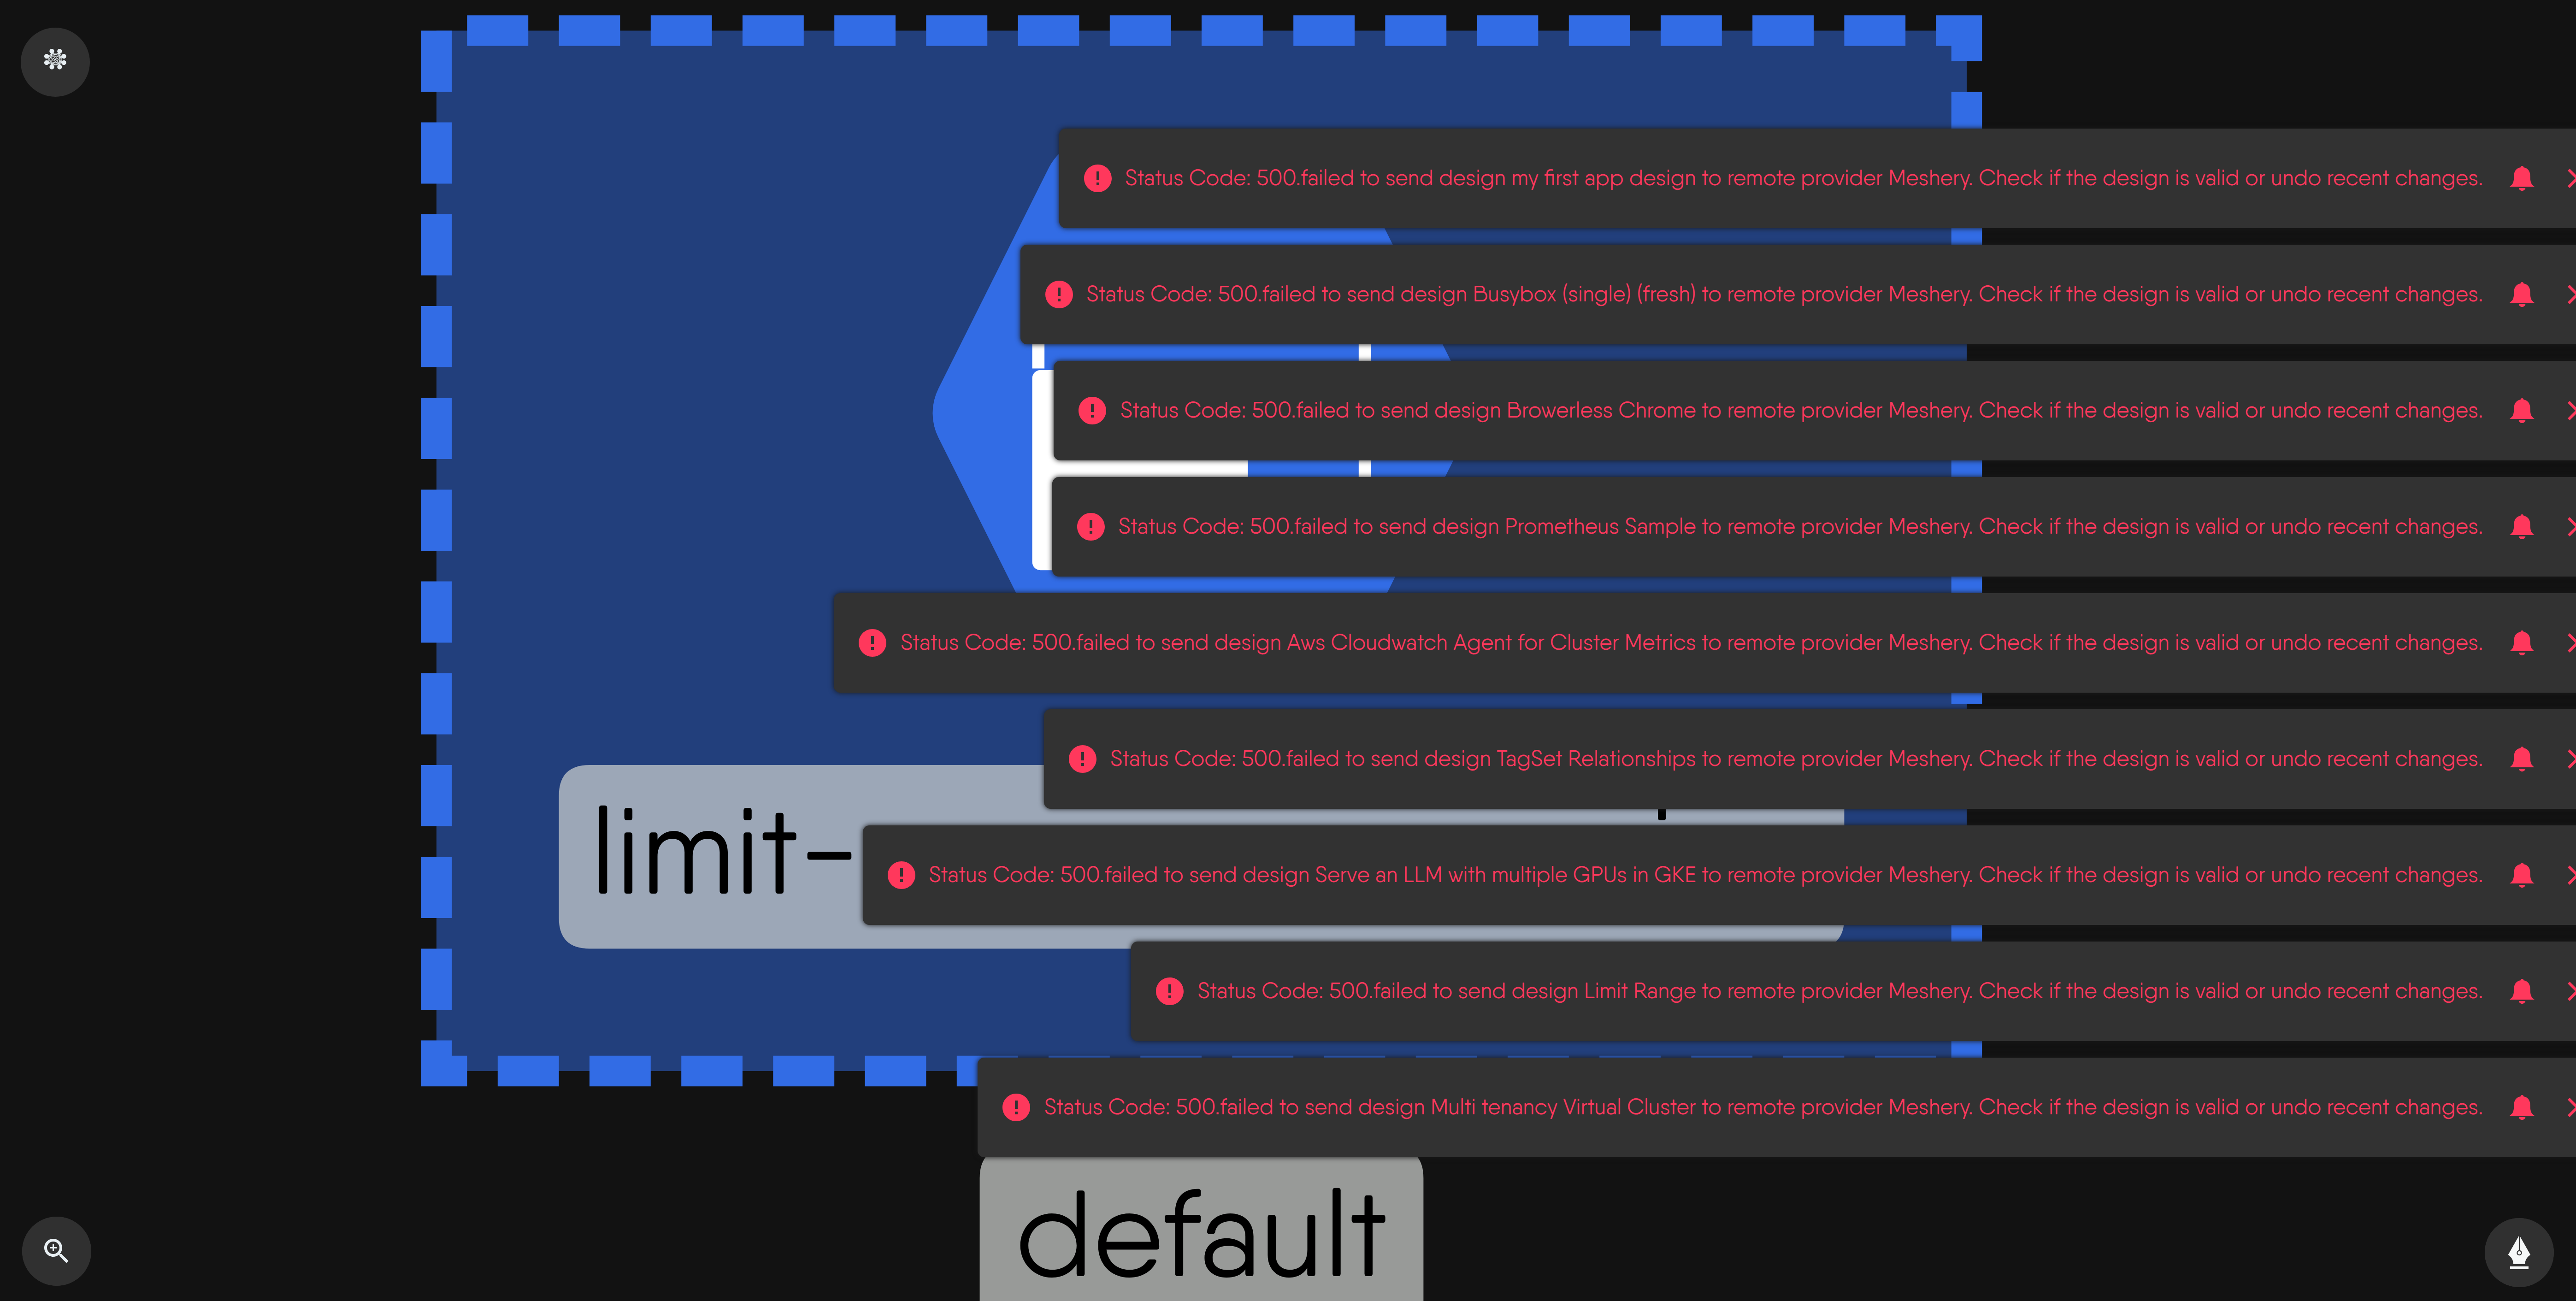 Status Code: 500.failed to send design my first app design to remote provider Meshery. Check if the design is valid or undo recent changes.
Status Code: 500.failed to send design Busybox (single) (fresh) to remote provider Meshery. Check if the design is valid or undo recent changes.
Status Code: 500.failed to send design Browerless Chrome to remote provider Meshery. Check if the design is valid or undo recent changes.
Status Code: 500.failed to send design Prometheus Sample to remote provider Meshery. Check if the design is valid or undo recent changes.
Status Code: 500.failed to send design Aws Cloudwatch Agent for Cluster Metrics to remote provider Meshery. Check if the design is valid or undo recent changes.
Status Code: 500.failed to send design TagSet Relationships to remote provider Meshery. Check if the design is valid or undo recent changes.
limit-
Status Code: 500.failed to send design Serve an LLM with multiple GPUs in GKE to remote provider Meshery. Check if the design is valid or undo recent changes.
Status Code: 500.failed to send design Limit Range to remote provider Meshery. Check if the design is valid or undo recent changes.
Status Code: 500.failed to send design Multi tenancy Virtual Cluster to remote provider Meshery. Check if the design is valid or undo recent changes.
default